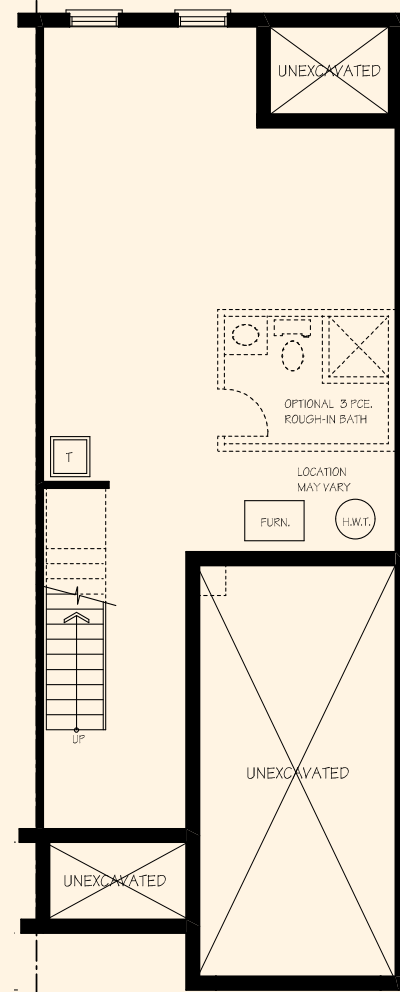 UNEXCAVATED
OPTIONAL 3 PCE.
ROUGH-IN BATH
T
LOCATION
MAY VARY
FURN.
H.W.T.
UP
UNEXCAVATED
UNEXCAVATED